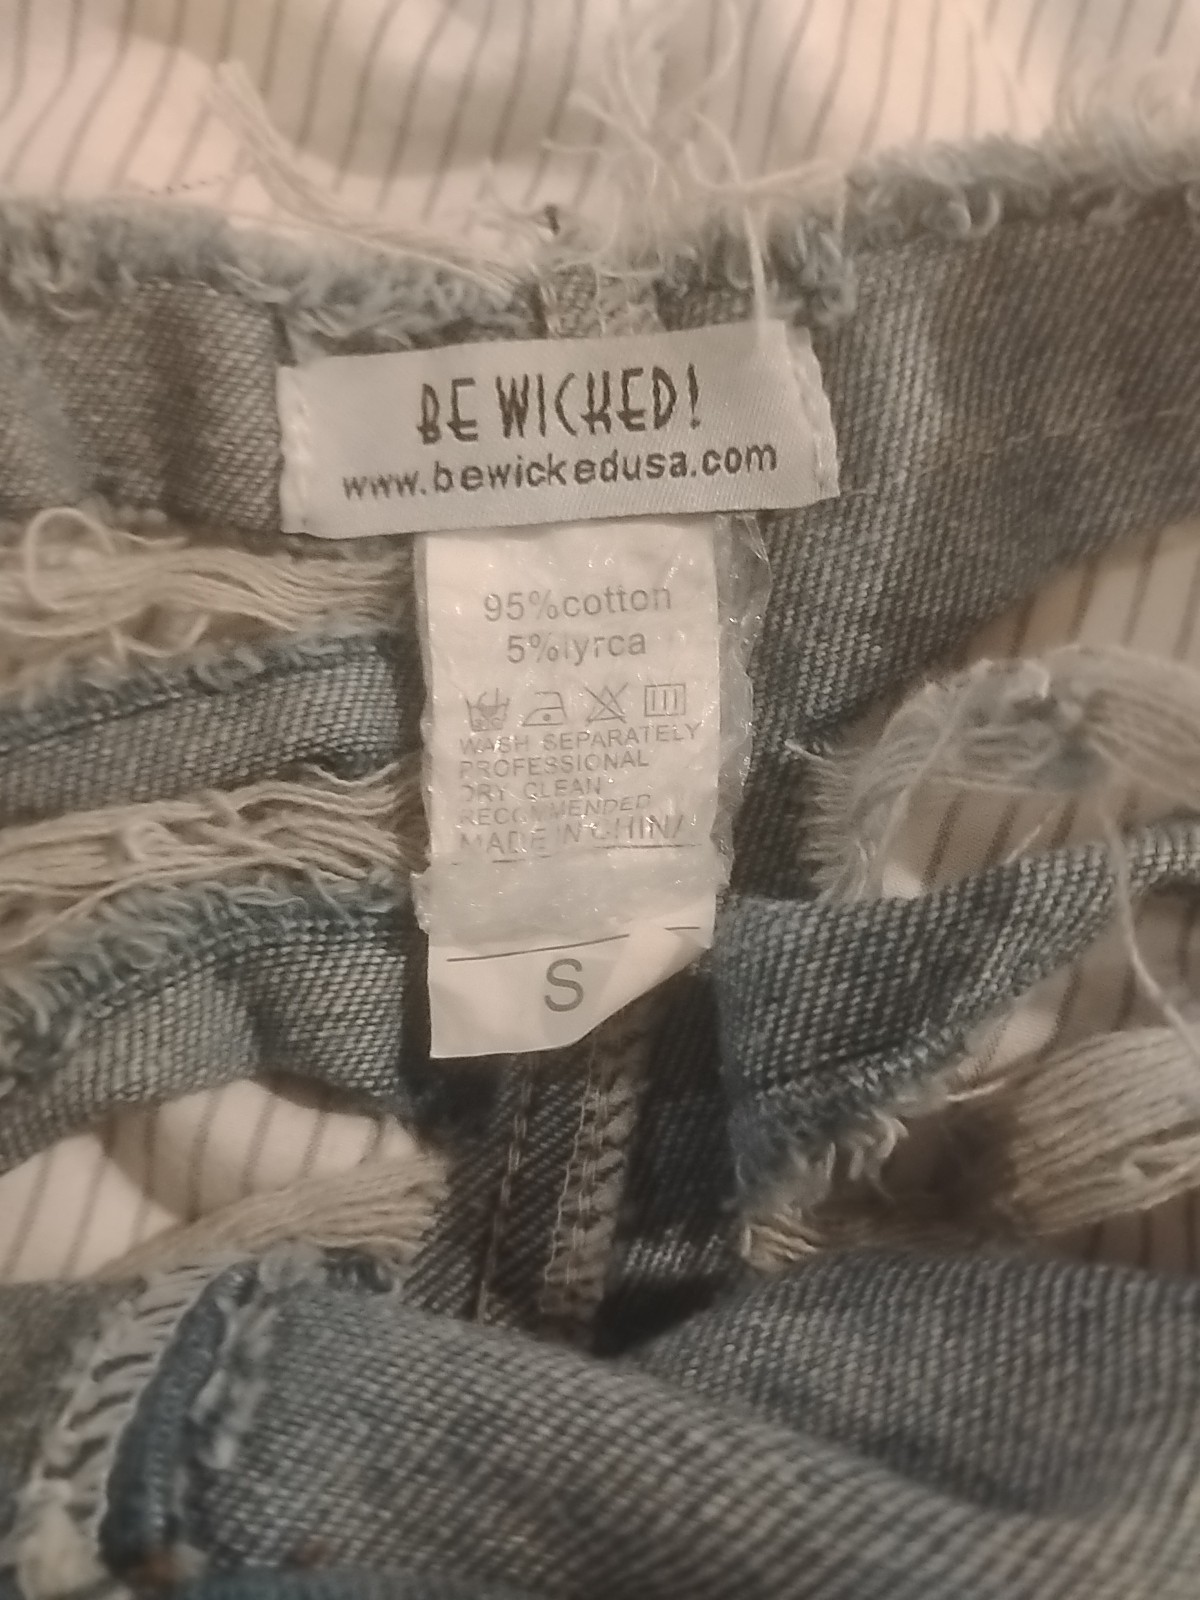 BE WICKED!
www.bewickedusa.com
95%cotton
5%lyrca
WASH SEPARATELY
PROFESSIONAL
DRY CLEAN
RECOMMENDED
MADE IN CHINA
S